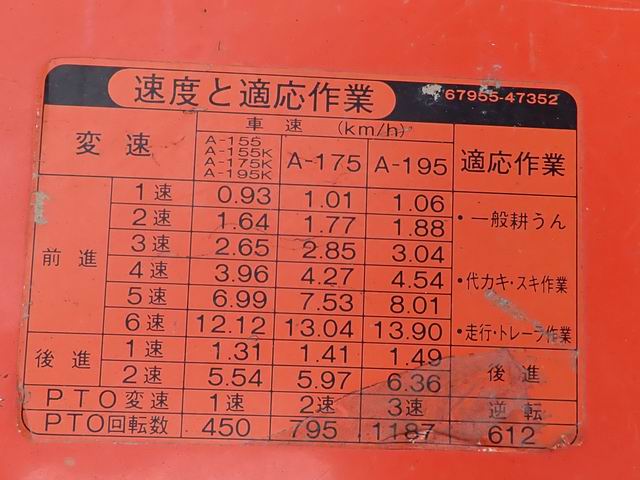 速度と適応作業
67955-47352
変速 車速 (km/h) 適応作業
A-155
A-155K
A-175K
A-195K
A-175 A-195
前進
1速 0.93 1.01 1.06
2速 1.64 1.77 1.88 ・一般耕うん
3速 2.65 2.85 3.04
4速 3.96 4.27 4.54 ・代カキ・スキ作業
5速 6.99 7.53 8.01
6速 12.12 13.04 13.90 ・走行・トレーラ作業
後進
1速 1.31 1.41 1.49
2速 5.54 5.97 6.36 後進
PTO変速 1速 2速 3速 逆転
PTO回転数 450 795 1187 612